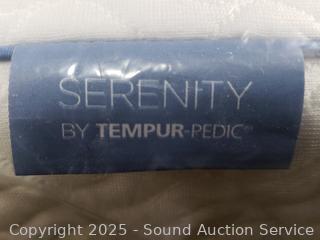 SERENITY
BY TEMPUR-PEDIC®
Copyright 2025 - Sound Auction Service